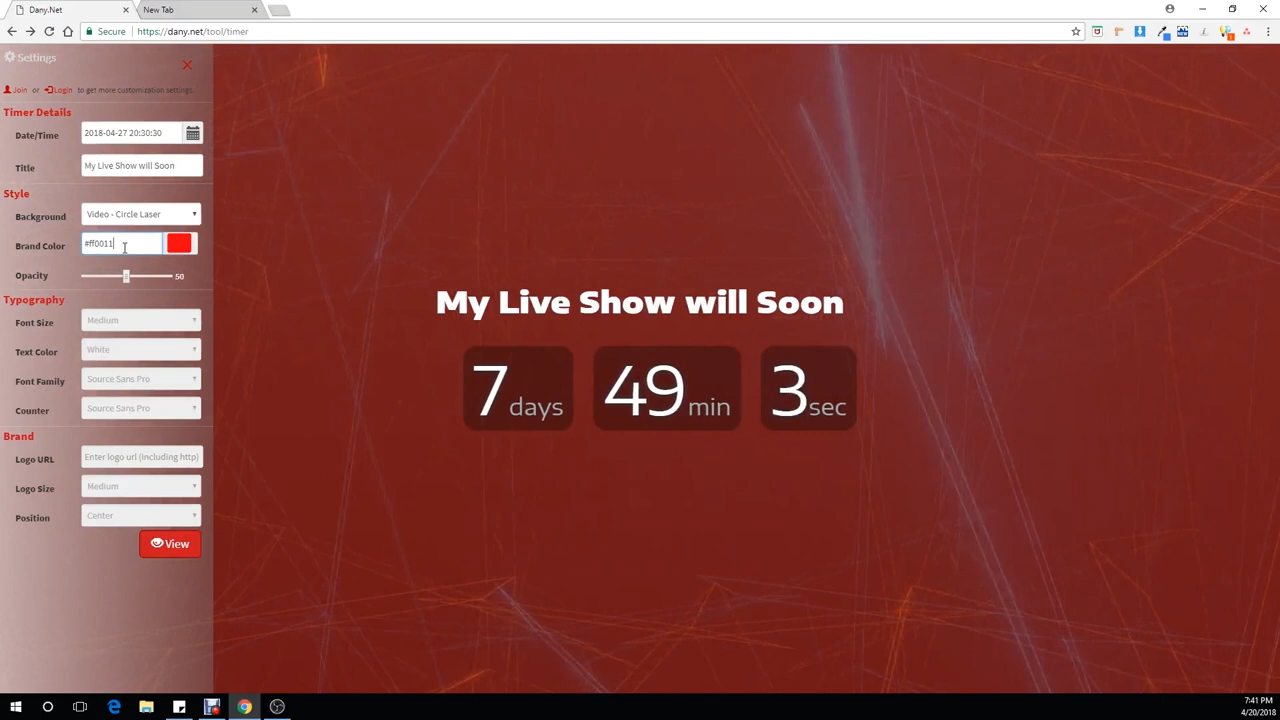 Dany.Net
New Tab
Secure
https://dany.net/tool/timer
Settings
Join or Login to get more customization settings.
Timer Details
Date/Time
2018-04-27 20:30:30
Title
My Live Show will Soon
Style
Background
Video - Circle Laser
Brand Color
#ff0011
Opacity
50
Typography
Font Size
Medium
Text Color
White
Font Family
Source Sans Pro
Counter
Source Sans Pro
Brand
Logo URL
Enter logo url (including http)
Logo Size
Medium
Position
Center
View
My Live Show will Soon
7 days
49 min
3 sec
7:41 PM
4/20/2018